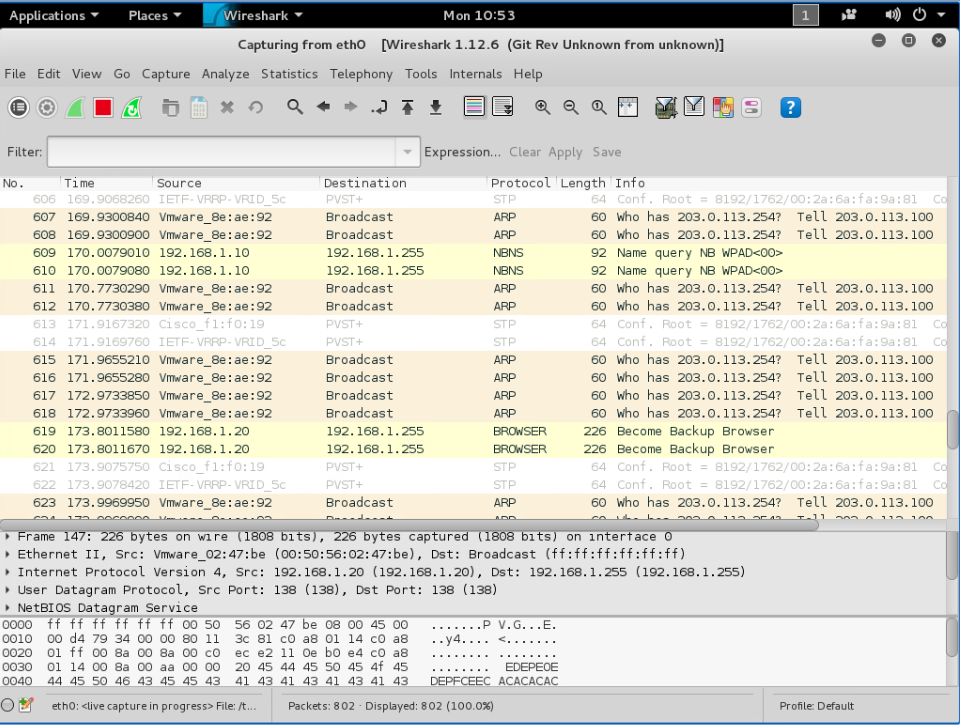 Applications Places Wireshark Mon 10:53 1
Capturing from eth0 [Wireshark 1.12.6 (Git Rev Unknown from unknown)]
File Edit View Go Capture Analyze Statistics Telephony Tools Internals Help
Filter: Expression... Clear Apply Save
No. Time Source Destination Protocol Length Info
606 169.9068260 IETF-VRRP-VRID_5c PVST+ STP 64 Conf. Root = 8192/1762/00:2a:6a:fa:9a:81 Co
607 169.9300840 Vmware_8e:ae:92 Broadcast ARP 60 Who has 203.0.113.254? Tell 203.0.113.100
608 169.9300900 Vmware_8e:ae:92 Broadcast ARP 60 Who has 203.0.113.254? Tell 203.0.113.100
609 170.0079010 192.168.1.10 192.168.1.255 NBNS 92 Name query NB WPAD<00>
610 170.0079080 192.168.1.10 192.168.1.255 NBNS 92 Name query NB WPAD<00>
611 170.7730290 Vmware_8e:ae:92 Broadcast ARP 60 Who has 203.0.113.254? Tell 203.0.113.100
612 170.7730380 Vmware_8e:ae:92 Broadcast ARP 60 Who has 203.0.113.254? Tell 203.0.113.100
613 171.9167320 Cisco_f1:f0:19 PVST+ STP 64 Conf. Root = 8192/1762/00:2a:6a:fa:9a:81 Co
614 171.9169760 IETF-VRRP-VRID_5c PVST+ STP 64 Conf. Root = 8192/1762/00:2a:6a:fa:9a:81 Co
615 171.9655210 Vmware_8e:ae:92 Broadcast ARP 60 Who has 203.0.113.254? Tell 203.0.113.100
616 171.9655280 Vmware_8e:ae:92 Broadcast ARP 60 Who has 203.0.113.254? Tell 203.0.113.100
617 172.9733850 Vmware_8e:ae:92 Broadcast ARP 60 Who has 203.0.113.254? Tell 203.0.113.100
618 172.9733960 Vmware_8e:ae:92 Broadcast ARP 60 Who has 203.0.113.254? Tell 203.0.113.100
619 173.8011580 192.168.1.20 192.168.1.255 BROWSER 226 Become Backup Browser
620 173.8011670 192.168.1.20 192.168.1.255 BROWSER 226 Become Backup Browser
621 173.9075750 Cisco_f1:f0:19 PVST+ STP 64 Conf. Root = 8192/1762/00:2a:6a:fa:9a:81 Co
622 173.9078420 IETF-VRRP-VRID_5c PVST+ STP 64 Conf. Root = 8192/1762/00:2a:6a:fa:9a:81 Co
623 173.9969950 Vmware_8e:ae:92 Broadcast ARP 60 Who has 203.0.113.254? Tell 203.0.113.100
Frame 147: 226 bytes on wire (1808 bits), 226 bytes captured (1808 bits) on interface 0
Ethernet II, Src: Vmware_02:47:be (00:50:56:02:47:be), Dst: Broadcast (ff:ff:ff:ff:ff:ff)
Internet Protocol Version 4, Src: 192.168.1.20 (192.168.1.20), Dst: 192.168.1.255 (192.168.1.255)
User Datagram Protocol, Src Port: 138 (138), Dst Port: 138 (138)
NetBIOS Datagram Service
0000 ff ff ff ff ff ff 00 50 56 02 47 be 08 00 45 00 .......P V.G...E.
0010 00 d4 79 34 00 00 80 11 3c 81 c0 a8 01 14 c0 a8 ..y4.... <.......
0020 01 ff 00 8a 00 8a 00 c0 ec e2 11 0e b0 e4 c0 a8 ........ ........
0030 01 14 00 8a 00 aa 00 00 20 45 44 45 50 45 4f 45 ........ EDEPEOE
0040 44 45 50 46 43 45 45 43 41 43 41 43 41 43 41 43 DEPFCEEC ACACACAC
eth0: <live capture in progress> File: /t... Packets: 802 · Displayed: 802 (100.0%) Profile: Default